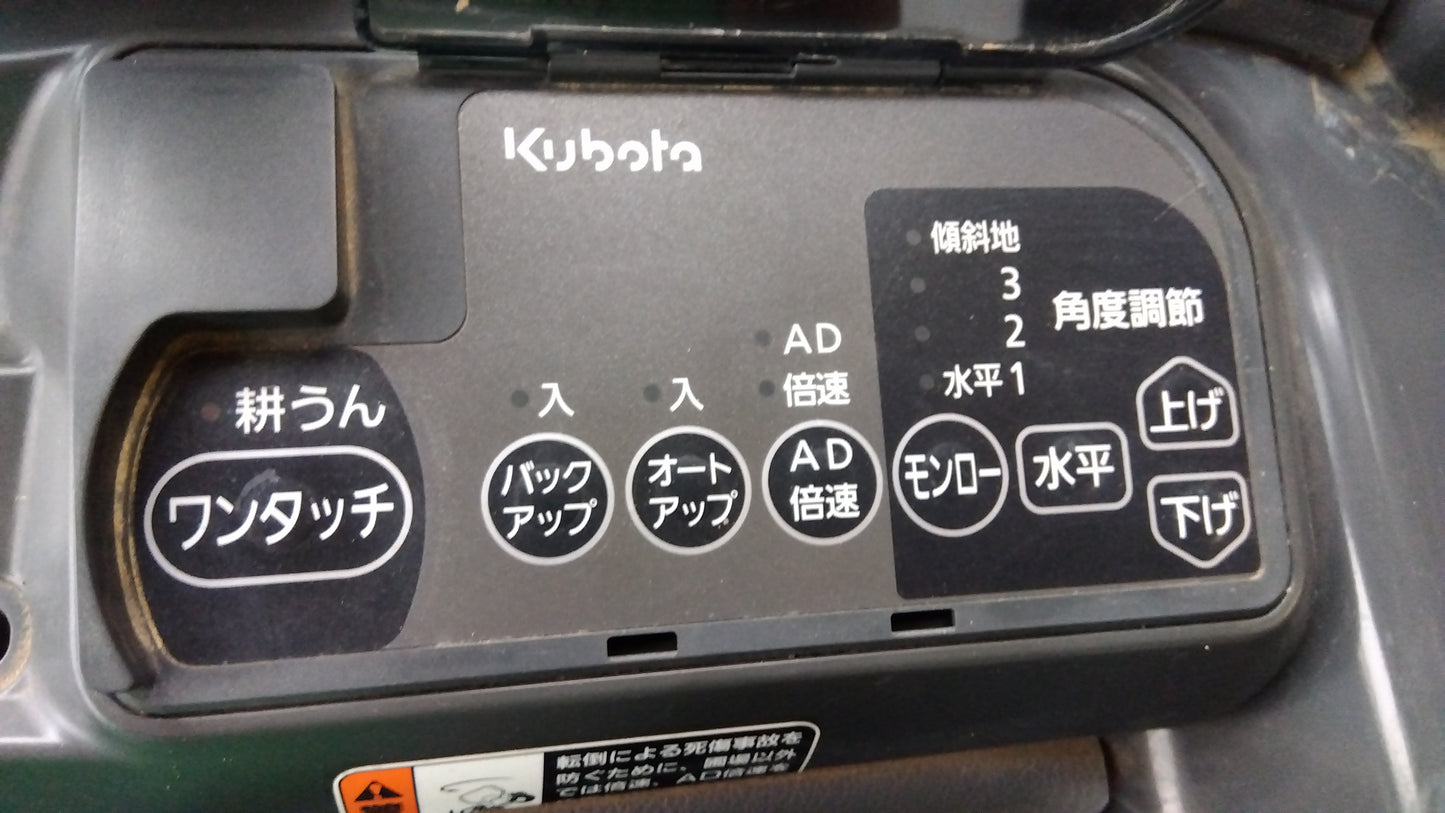 Kubota
耕うん
ワンタッチ
入
バック
アップ
入
オート
アップ
AD
倍速
AD
倍速
傾斜地
3
2
水平1
角度調節
モンロー
水平
上げ
下げ
転倒による死傷事故を
防ぐために、圃場以外
では倍速、AD倍速を